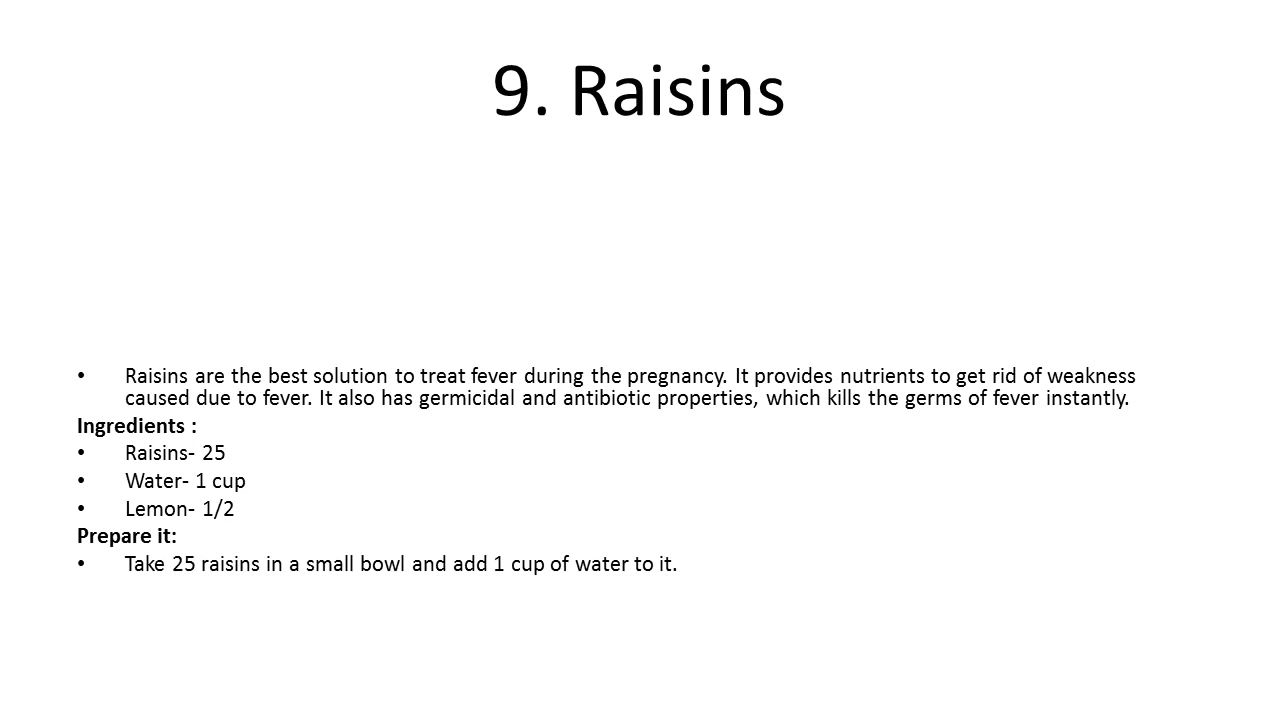 9. Raisins
• Raisins are the best solution to treat fever during the pregnancy. It provides nutrients to get rid of weakness
caused due to fever. It also has germicidal and antibiotic properties, which kills the germs of fever instantly.
Ingredients :
• Raisins- 25
• Water- 1 cup
• Lemon- 1/2
Prepare it:
• Take 25 raisins in a small bowl and add 1 cup of water to it.